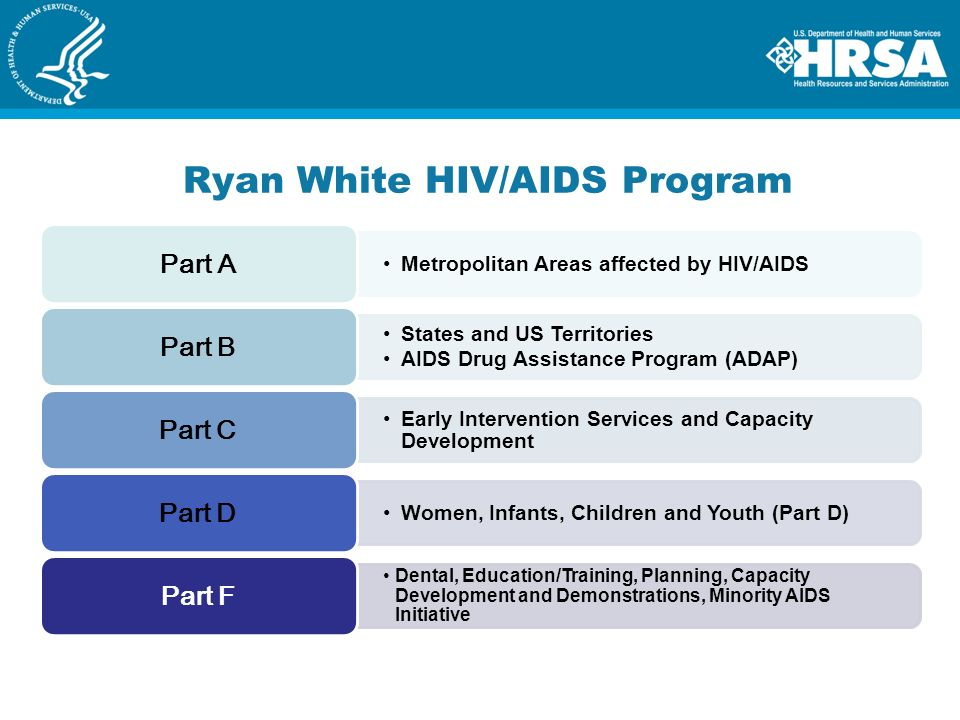 DEPARTMENT OF HEALTH & HUMAN SERVICES • USA
U.S. Department of Health and Human Services
HRSA
Health Resources and Services Administration
Ryan White HIV/AIDS Program
Part A
• Metropolitan Areas affected by HIV/AIDS
Part B
• States and US Territories
• AIDS Drug Assistance Program (ADAP)
Part C
• Early Intervention Services and Capacity
Development
Part D
• Women, Infants, Children and Youth (Part D)
Part F
• Dental, Education/Training, Planning, Capacity
Development and Demonstrations, Minority AIDS
Initiative